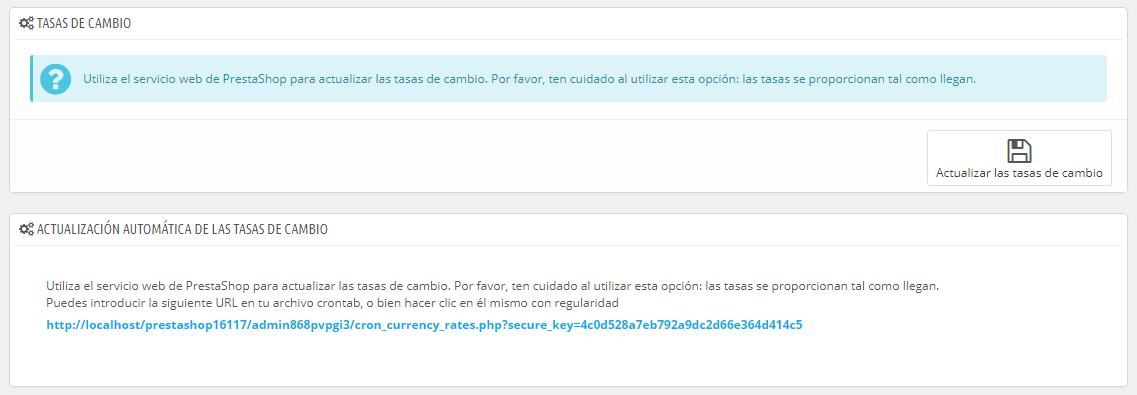 TASAS DE CAMBIO
Utiliza el servicio web de PrestaShop para actualizar las tasas de cambio. Por favor, ten cuidado al utilizar esta opción: las tasas se proporcionan tal como llegan.
Actualizar las tasas de cambio
ACTUALIZACIÓN AUTOMÁTICA DE LAS TASAS DE CAMBIO
Utiliza el servicio web de PrestaShop para actualizar las tasas de cambio. Por favor, ten cuidado al utilizar esta opción: las tasas se proporcionan tal como llegan.
Puedes introducir la siguiente URL en tu archivo crontab, o bien hacer clic en él mismo con regularidad
http://localhost/prestashop16117/admin868pvpgi3/cron_currency_rates.php?secure_key=4c0d528a7eb792a9dc2d66e364d414c5